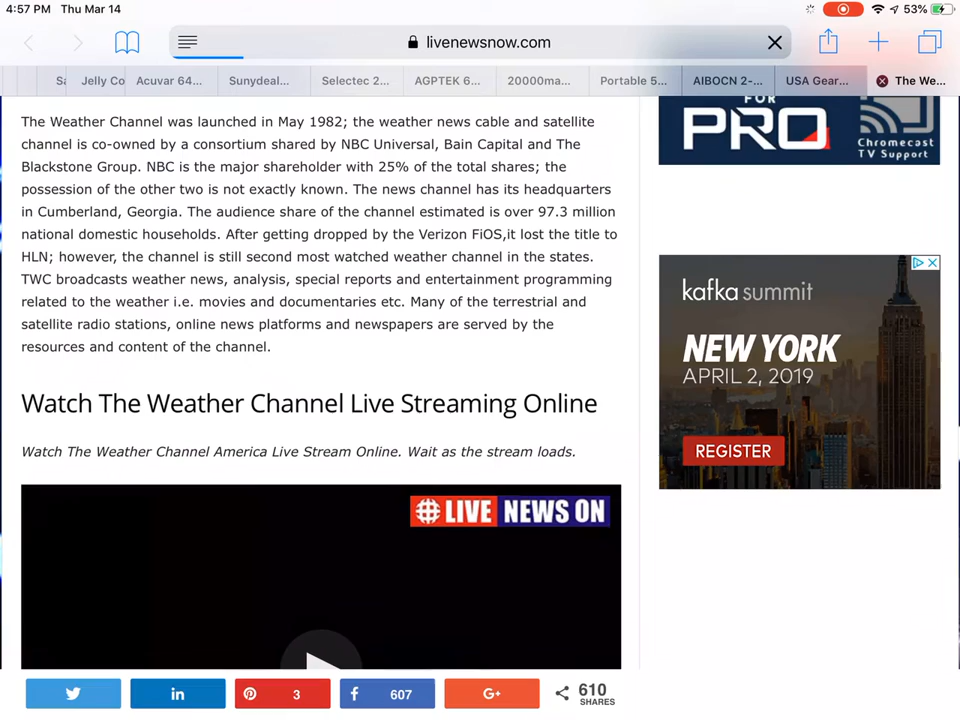 4:57 PM Thu Mar 14
53%
livenewsnow.com
Sa
Jelly Co
Acuvar 64...
Sunydeal...
Selectec 2...
AGPTEK 6...
20000ma...
Portable 5...
AIBOCN 2-...
USA Gear...
The We...
The Weather Channel was launched in May 1982; the weather news cable and satellite
channel is co-owned by a consortium shared by NBC Universal, Bain Capital and The
Blackstone Group. NBC is the major shareholder with 25% of the total shares; the
possession of the other two is not exactly known. The news channel has its headquarters
in Cumberland, Georgia. The audience share of the channel estimated is over 97.3 million
national domestic households. After getting dropped by the Verizon FiOS,it lost the title to
HLN; however, the channel is still second most watched weather channel in the states.
TWC broadcasts weather news, analysis, special reports and entertainment programming
related to the weather i.e. movies and documentaries etc. Many of the terrestrial and
satellite radio stations, online news platforms and newspapers are served by the
resources and content of the channel.
Watch The Weather Channel Live Streaming Online
Watch The Weather Channel America Live Stream Online. Wait as the stream loads.
LIVE NEWS ON
FOR
PRO
Chromecast
TV Support
kafka summit
NEW YORK
APRIL 2, 2019
REGISTER
3
607
G+
610
SHARES